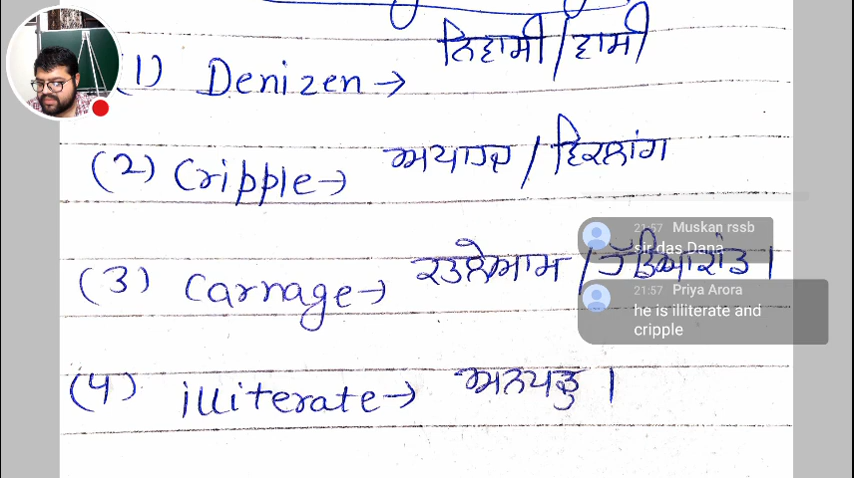 (1) Denizen → ਨਿਵਾਸੀ / ਵਾਸੀ
(2) Cripple → ਅਪਾਹਜ / ਵਿਕਲਾਂਗ
21:57 Muskan rssb
sir das Dana
(3) Carnage → ਕਤਲੇਆਮ / ਹੱਤਿਆਕਾਂਡ ।
21:57 Priya Arora
he is illiterate and
cripple
(4) illiterate → ਅਨਪੜ੍ਹ ।